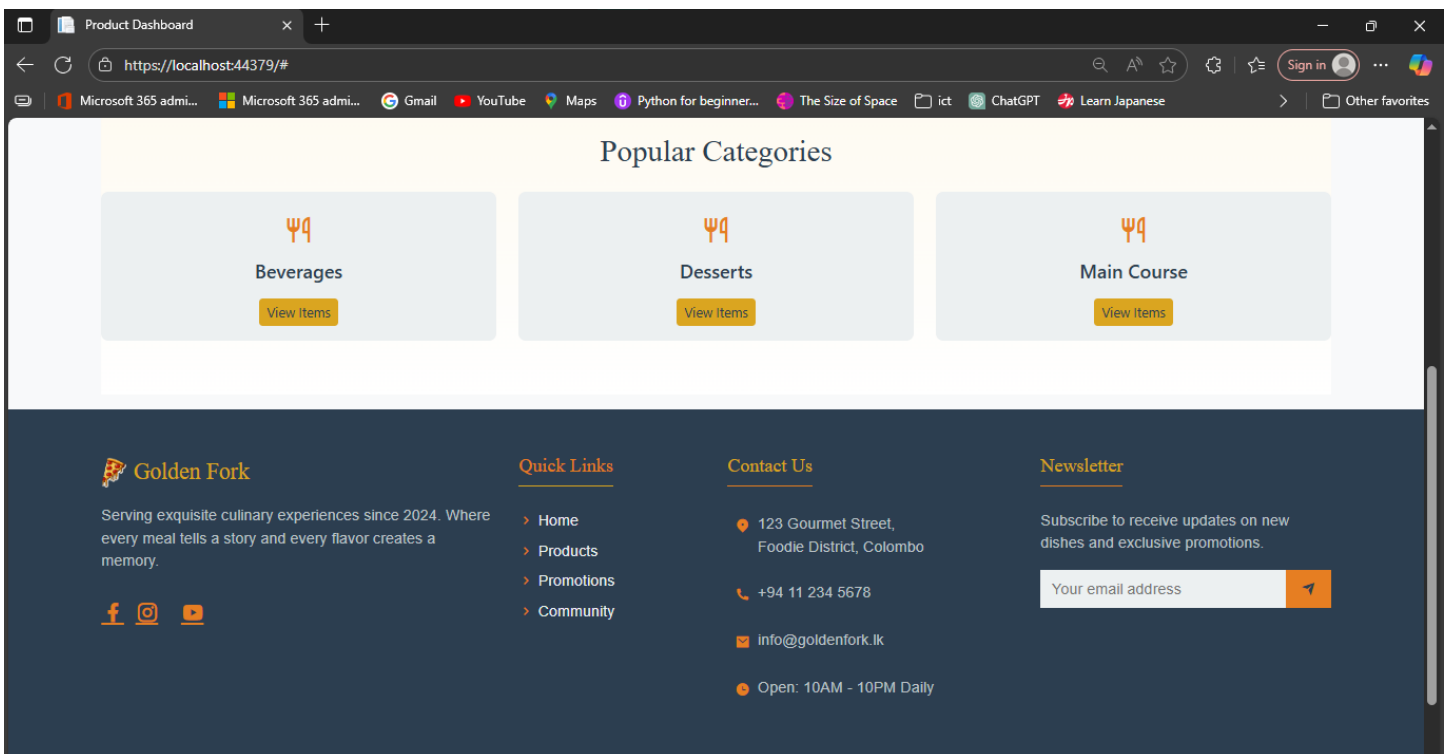 Product Dashboard
https://localhost:44379/#
Sign in
Microsoft 365 admi... Microsoft 365 admi... Gmail YouTube Maps Python for beginner... The Size of Space ict ChatGPT Learn Japanese Other favorites
Popular Categories
Beverages
View Items
Desserts
View Items
Main Course
View Items
Golden Fork
Serving exquisite culinary experiences since 2024. Where
every meal tells a story and every flavor creates a
memory.
Quick Links
Home
Products
Promotions
Community
Contact Us
123 Gourmet Street,
Foodie District, Colombo
+94 11 234 5678
info@goldenfork.lk
Open: 10AM - 10PM Daily
Newsletter
Subscribe to receive updates on new
dishes and exclusive promotions.
Your email address